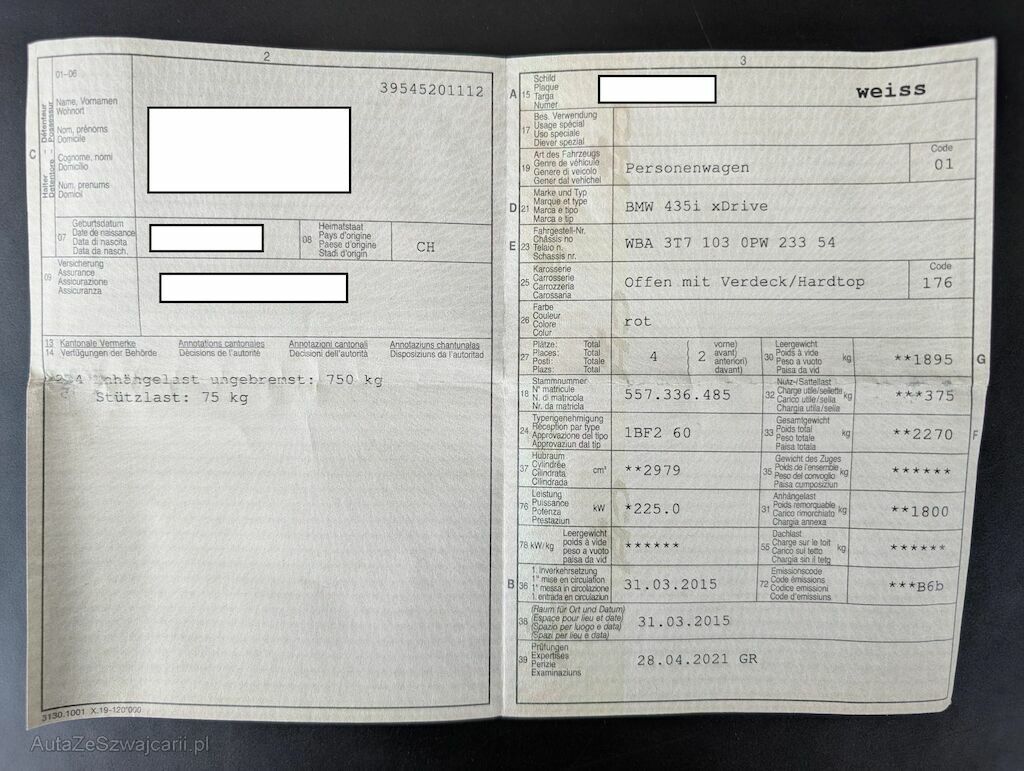 2
01-06
39545201112
C
Halter - Détenteur
Detentore - Possessur
Name, Vornamen
Wohnort
Nom, prénoms
Domicile
Cognome, nomi
Domicilio
Num, prenums
Domicil
07
Geburtsdatum
Date de naissance
Data di nascita
Data da nasch.
08
Heimatstaat
Pays d'origine
Paese d'origine
Stadi d'origin
CH
09
Versicherung
Assurance
Assicurazione
Assicuranza
13 Kantonale Vermerke Annotations cantonales Annotazioni cantonali Annotaziuns chantunalas
14 Verfügungen der Behörde Décisions de l'autorité Decisioni dell'autorità Disposiziuns da l'autoritad
Anhängelast ungebremst: 750 kg
Stützlast: 75 kg
3130.1001 X.19-120'000
3
A 15
Schild
Plaque
Targa
Numer
weiss
17
Bes. Verwendung
Usage spécial
Uso speciale
Diever spezial
19
Art des Fahrzeugs
Genre de véhicule
Genere di veicolo
Gener dal vehichel
Personenwagen
Code
01
D 21
Marke und Typ
Marque et type
Marca e tipo
Marca e tip
BMW 435i xDrive
E 23
Fahrgestell-Nr.
Châssis no
Telaio n.
Schassis nr.
WBA 3T7 103 0PW 233 54
25
Karosserie
Carrosserie
Carrozzeria
Carossaria
Offen mit Verdeck/Hardtop
Code
176
26
Farbe
Couleur
Colore
Colur
rot
27
Plätze: Total
Places: Total
Posti: Totale
Plazs: Total
4
2
vorne)
avant)
anteriori)
davant)
30
Leergewicht
Poids à vide
Peso a vuoto
Paisa da vid
kg
**1895
G
18
Stammnummer
N° matricule
N. di matricola
Nr. da matricla
557.336.485
32
Nutz-/Sattellast
Charge utile/sellette
Carico utile/sella
Chargia utila/sella
kg
***375
24
Typengenehmigung
Réception par type
Approvazione del tipo
Approvaziun dal tip
1BF2 60
33
Gesamtgewicht
Poids total
Peso totale
Paisa totala
kg
**2270
F
37
Hubraum
Cylindrée
Cilindrata
Cilindrada
cm³
**2979
35
Gewicht des Zuges
Poids de l'ensemble
Peso del convoglio
Paisa cumposiziun
kg
******
76
Leistung
Puissance
Potenza
Prestaziun
kW
*225.0
31
Anhängelast
Poids remorquable
Carico rimorchiato
Chargia annexa
kg
**1800
78 kW/kg
Leergewicht
poids à vide
peso a vuoto
paisa da vid
******
55
Dachlast
Charge sur le toit
Carico sul tetto
Chargia sin il tetg
kg
******
B 36
1. Inverkehrsetzung
1re mise en circulation
1a messa in circolazione
1. entrada en circulaziun
31.03.2015
72
Emissionscode
Code émissions
Codice emissioni
Code d'emissiuns
***B6b
38
(Raum für Ort und Datum)
(Espace pour lieu et date)
(Spazio per luogo e data)
(Spazi per lieu e data)
31.03.2015
39
Prüfungen
Expertises
Perizie
Examinaziuns
28.04.2021 GR
AutaZeSzwajcarii.pl